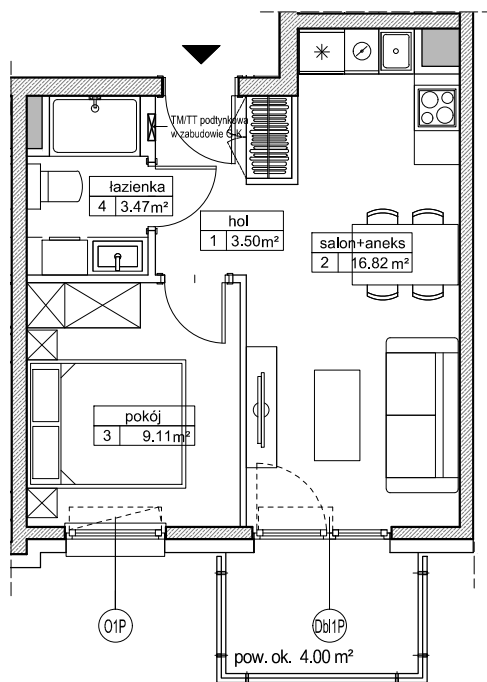 TM/TT podtynkowa
w zabudowie G-K
łazienka
4 3.47m²
hol
1 3.50m²
salon+aneks
2 16.82 m²
pokój
3 9.11m²
O1P
Dbl1P
pow. ok. 4.00 m²